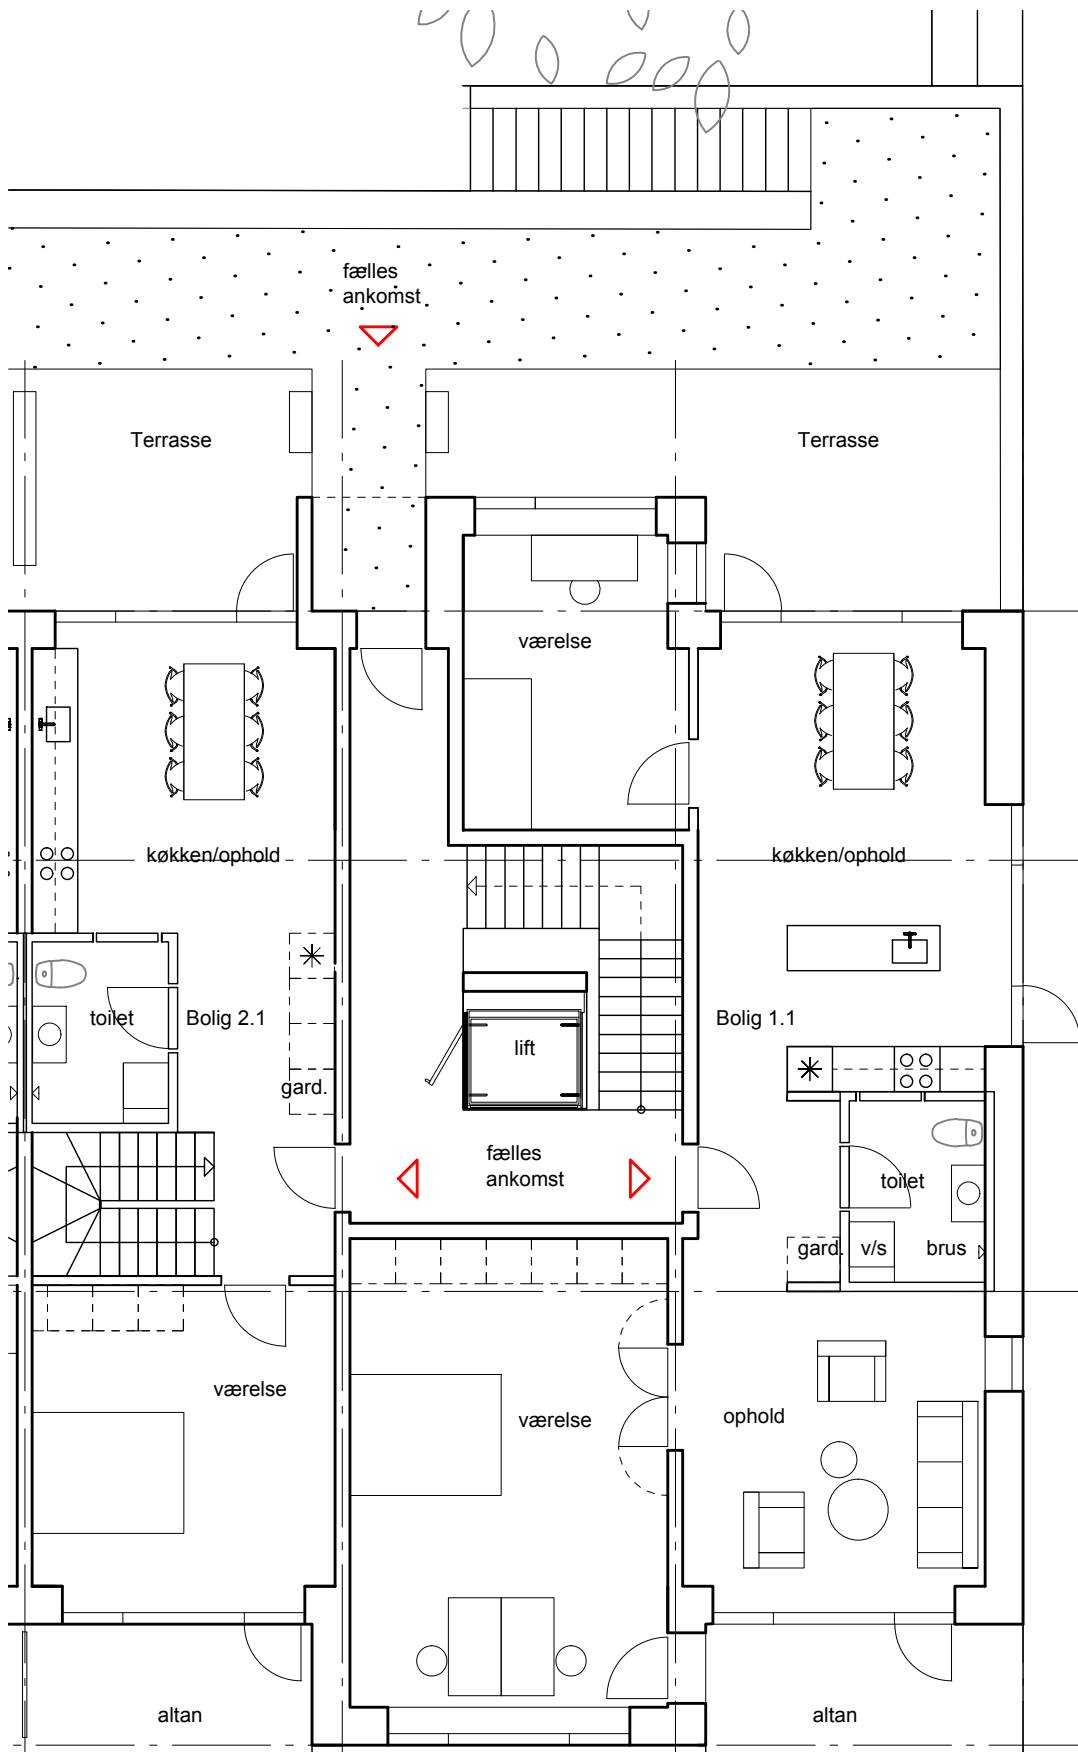 fælles
ankomst
Terrasse
Terrasse
værelse
køkken/ophold
køkken/ophold
toilet
Bolig 2.1
Bolig 1.1
lift
gard.
fælles
ankomst
toilet
gard.
v/s
brus
værelse
værelse
ophold
altan
altan